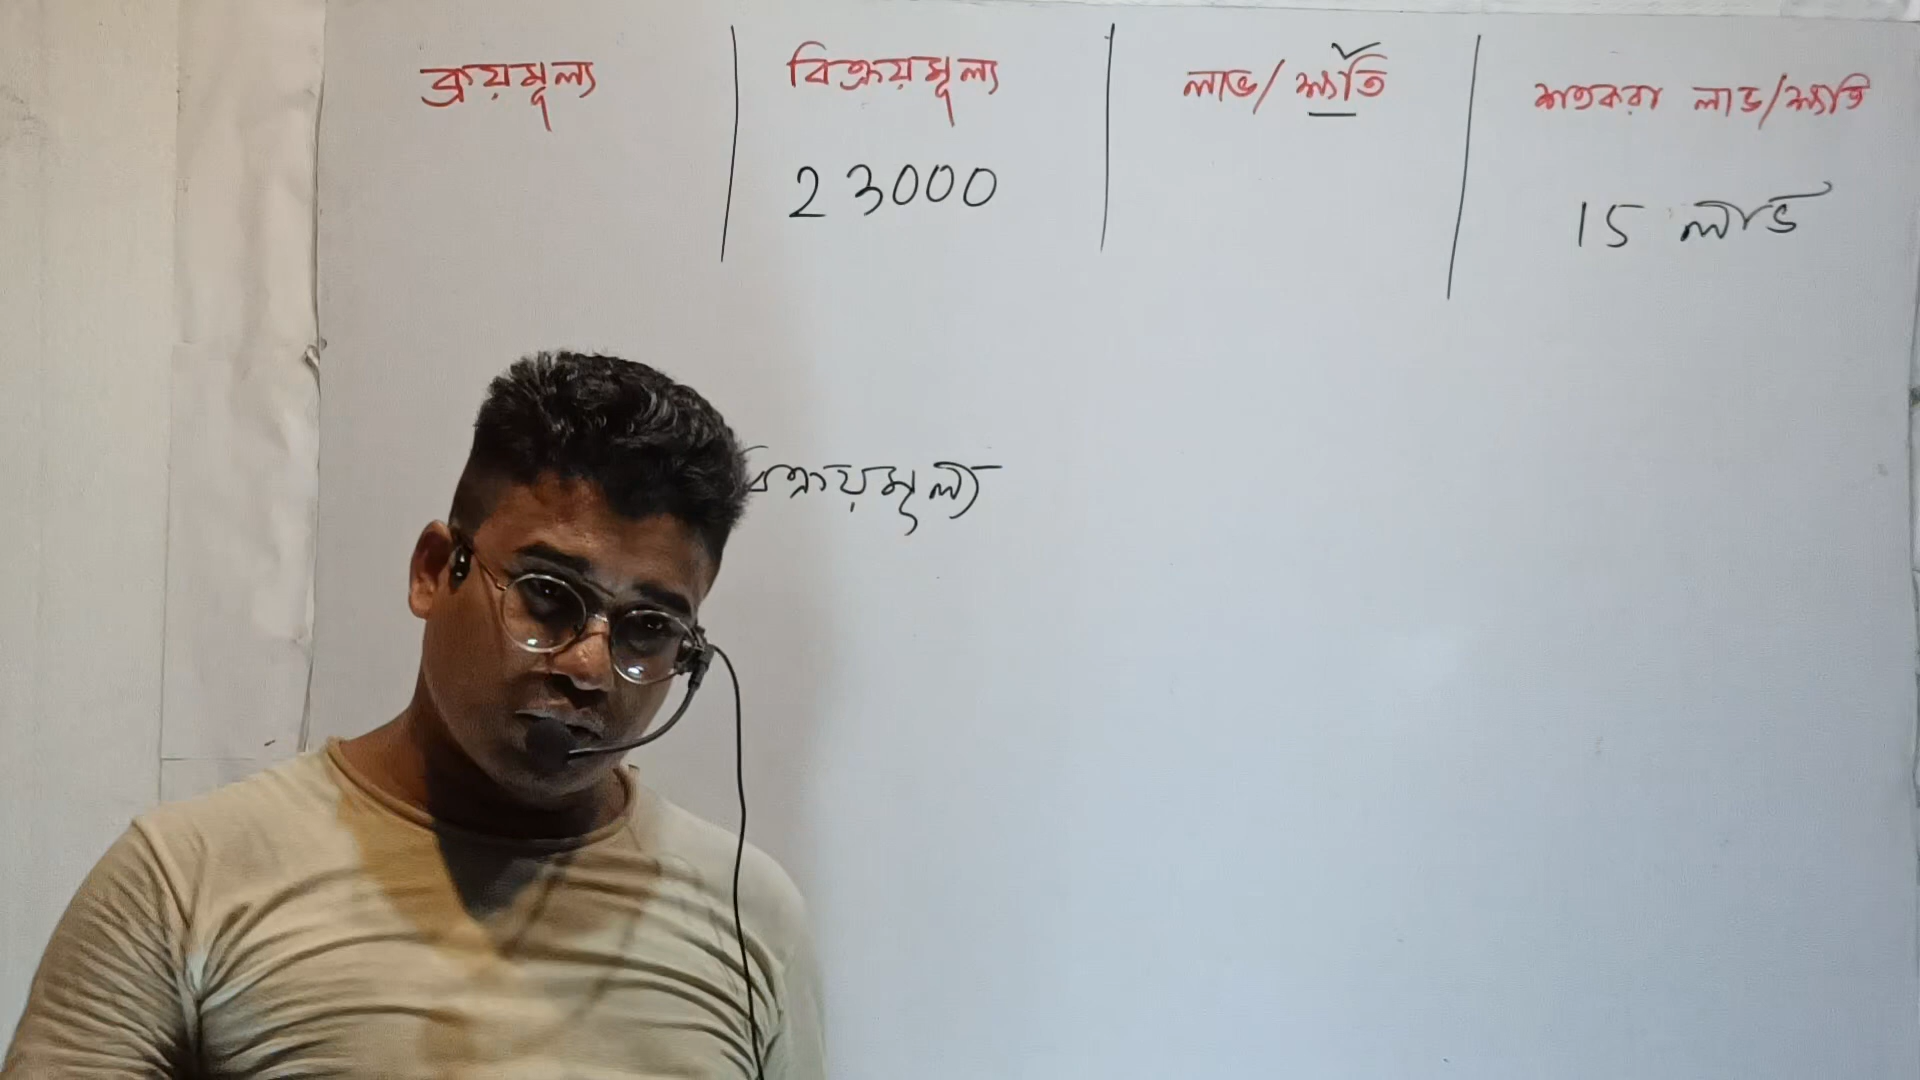 ক্রয়মূল্য বিক্রয়মূল্য লাভ/ক্ষতি শতকরা লাভ/ক্ষতি
23000 15 লাভ
বিক্রয়মূল্য